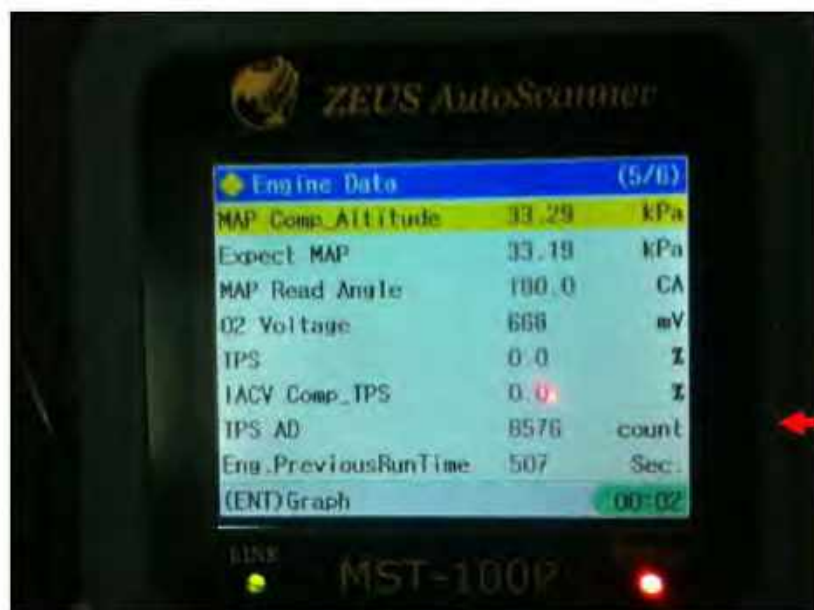 ZEUS AutoScanner
Engine Data (5/6)
MAP Comp_Altitude 33.29 kPa
Expect MAP 33.19 kPa
MAP Read Angle 180.0 CA
O2 Voltage mV
TPS 0.0 %
IACV Comp_TPS 0.0 %
TPS AD count
Eng.PreviousRunTime 507 Sec.
(ENT)Graph 00:02
LINK
MST-100P